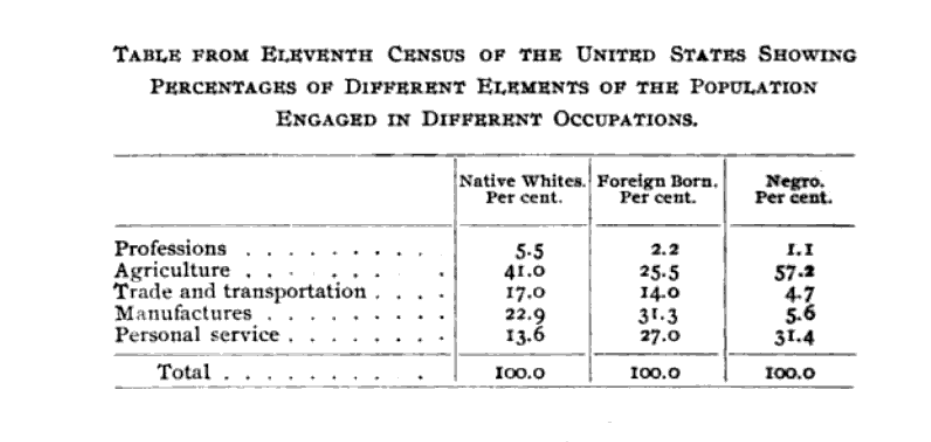 TABLE FROM ELEVENTH CENSUS OF THE UNITED STATES SHOWING
PERCENTAGES OF DIFFERENT ELEMENTS OF THE POPULATION
ENGAGED IN DIFFERENT OCCUPATIONS.
Native Whites. Foreign Born. Negro.
Per cent. Per cent. Per cent.
Professions . . . . . . . . . 5.5 2.2 1.1
Agriculture . . . . . . . 41.0 25.5 57.2
Trade and transportation . . . . 17.0 14.0 4.7
Manufactures . . . . . . . . . 22.9 31.3 5.6
Personal service . . . . . . . . 13.6 27.0 31.4
Total . . . . . . . . . 100.0 100.0 100.0